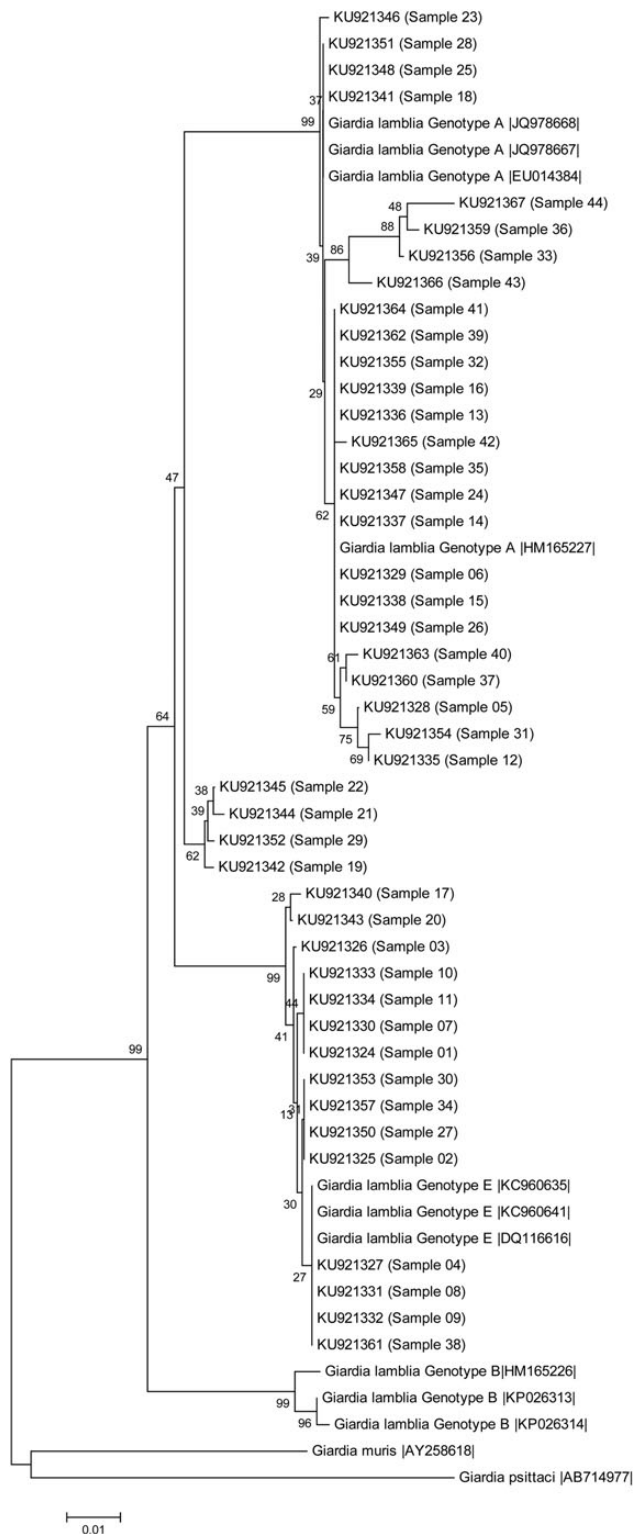 KU921346 (Sample 23)
KU921351 (Sample 28)
KU921348 (Sample 25)
37
KU921341 (Sample 18)
99
Giardia lamblia Genotype A |JQ978668|
Giardia lamblia Genotype A |JQ978667|
Giardia lamblia Genotype A |EU014384|
48
KU921367 (Sample 44)
88
KU921359 (Sample 36)
39
86
KU921356 (Sample 33)
KU921366 (Sample 43)
KU921364 (Sample 41)
KU921362 (Sample 39)
KU921355 (Sample 32)
29
KU921339 (Sample 16)
KU921336 (Sample 13)
KU921365 (Sample 42)
KU921358 (Sample 35)
47
KU921347 (Sample 24)
62
KU921337 (Sample 14)
Giardia lamblia Genotype A |HM165227|
KU921329 (Sample 06)
KU921338 (Sample 15)
KU921349 (Sample 26)
61
KU921363 (Sample 40)
KU921360 (Sample 37)
59
KU921328 (Sample 05)
64
75
KU921354 (Sample 31)
69
KU921335 (Sample 12)
38
KU921345 (Sample 22)
39
KU921344 (Sample 21)
KU921352 (Sample 29)
62
KU921342 (Sample 19)
28
KU921340 (Sample 17)
KU921343 (Sample 20)
KU921326 (Sample 03)
99
KU921333 (Sample 10)
44
KU921334 (Sample 11)
41
KU921330 (Sample 07)
99
KU921324 (Sample 01)
KU921353 (Sample 30)
13
31
KU921357 (Sample 34)
KU921350 (Sample 27)
KU921325 (Sample 02)
Giardia lamblia Genotype E |KC960635|
30
Giardia lamblia Genotype E |KC960641|
Giardia lamblia Genotype E |DQ116616|
27
KU921327 (Sample 04)
KU921331 (Sample 08)
KU921332 (Sample 09)
KU921361 (Sample 38)
Giardia lamblia Genotype B|HM165226|
99
Giardia lamblia Genotype B |KP026313|
96
Giardia lamblia Genotype B |KP026314|
Giardia muris |AY258618|
Giardia psittaci |AB714977|
0.01